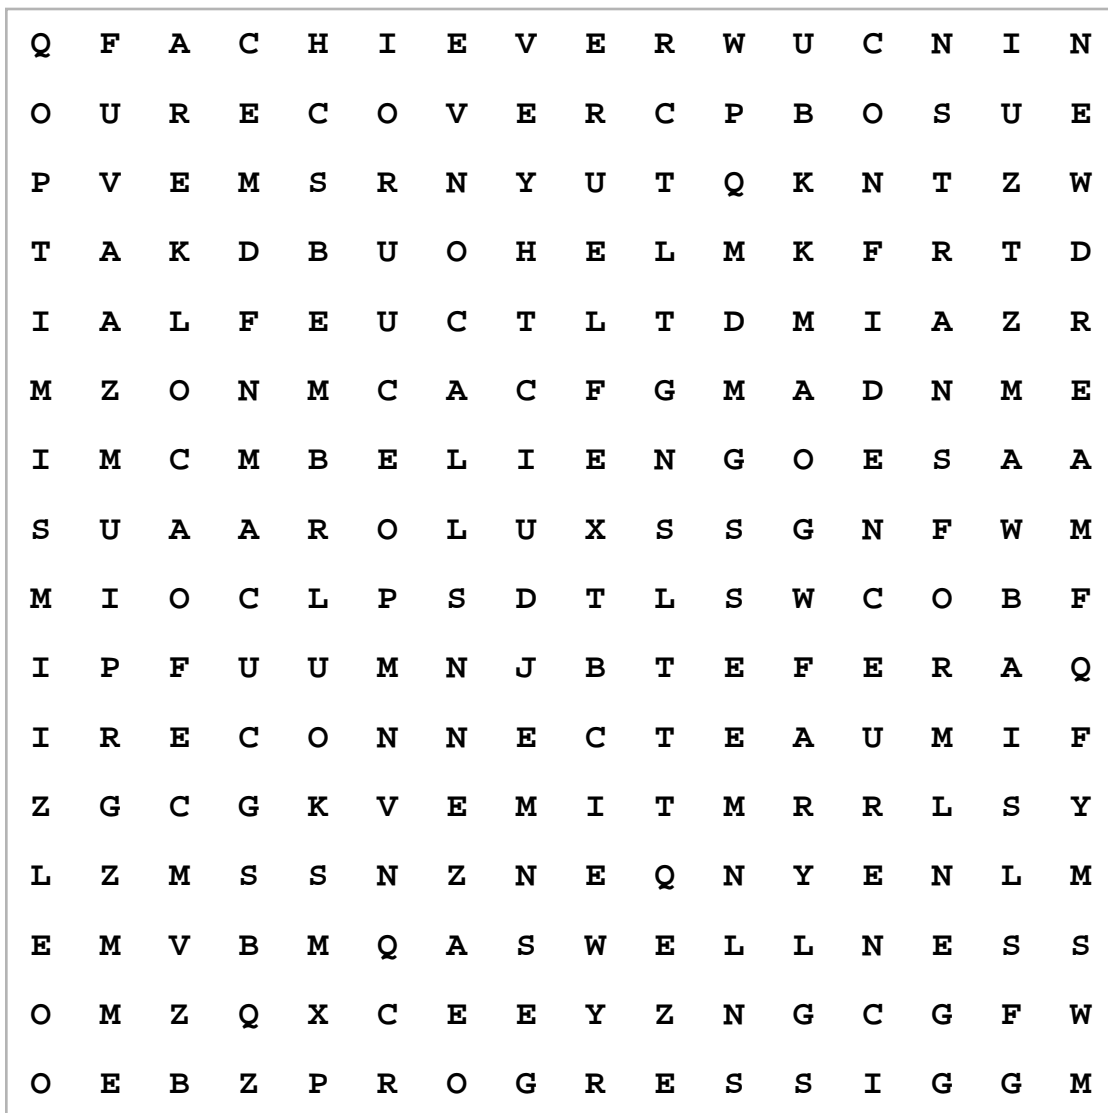 Q F A C H I E V E R W U C N I N
O U R E C O V E R C P B O S U E
P V E M S R N Y U T Q K N T Z W
T A K D B U O H E L M K F R T D
I A L F E U C T L T D M I A Z R
M Z O N M C A C F G M A D N M E
I M C M B E L I E N G O E S A A
S U A A R O L U X S S G N F W M
M I O C L P S D T L S W C O B F
I P F U U M N J B T E F E R A Q
I R E C O N N E C T E A U M I F
Z G C G K V E M I T M R R L S Y
L Z M S S N Z N E Q N Y E N L M
E M V B M Q A S W E L L N E S S
O M Z Q X C E E Y Z N G C G F W
O E B Z P R O G R E S S I G G M